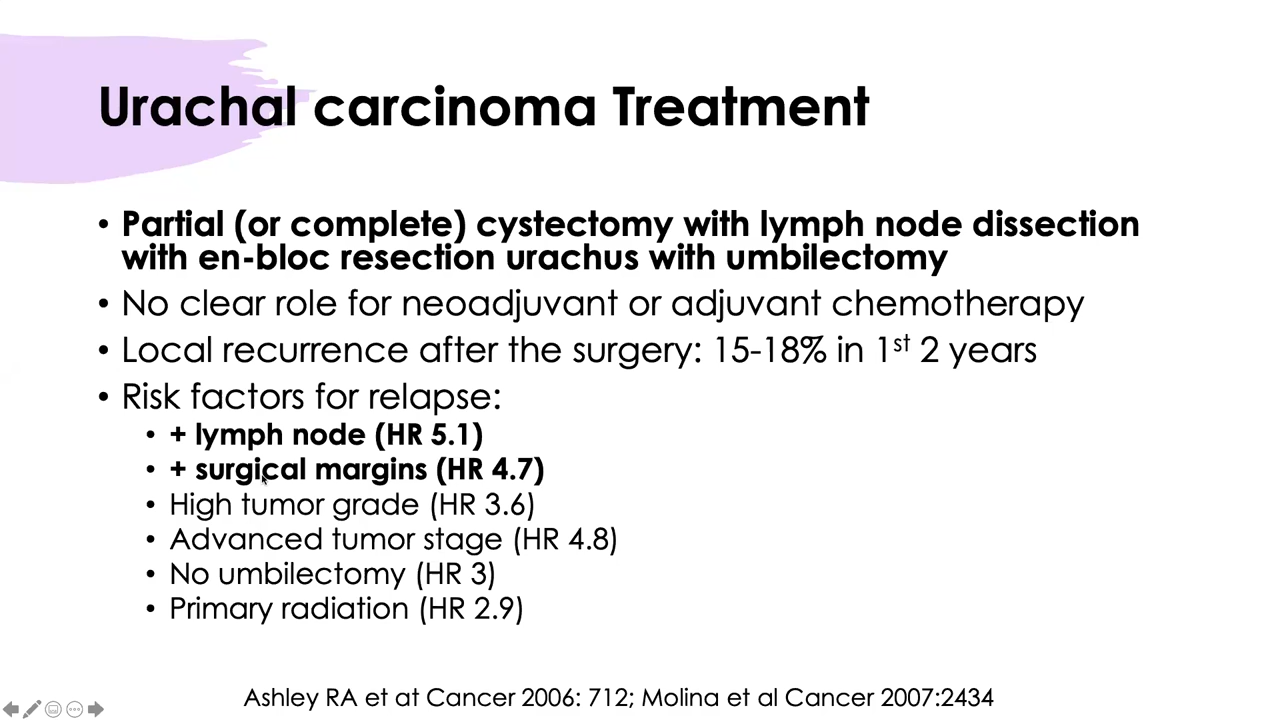 Urachal carcinoma Treatment
• Partial (or complete) cystectomy with lymph node dissection
with en-bloc resection urachus with umbilectomy
• No clear role for neoadjuvant or adjuvant chemotherapy
• Local recurrence after the surgery: 15-18% in 1st 2 years
• Risk factors for relapse:
• + lymph node (HR 5.1)
• + surgical margins (HR 4.7)
• High tumor grade (HR 3.6)
• Advanced tumor stage (HR 4.8)
• No umbilectomy (HR 3)
• Primary radiation (HR 2.9)
Ashley RA et at Cancer 2006: 712; Molina et al Cancer 2007:2434